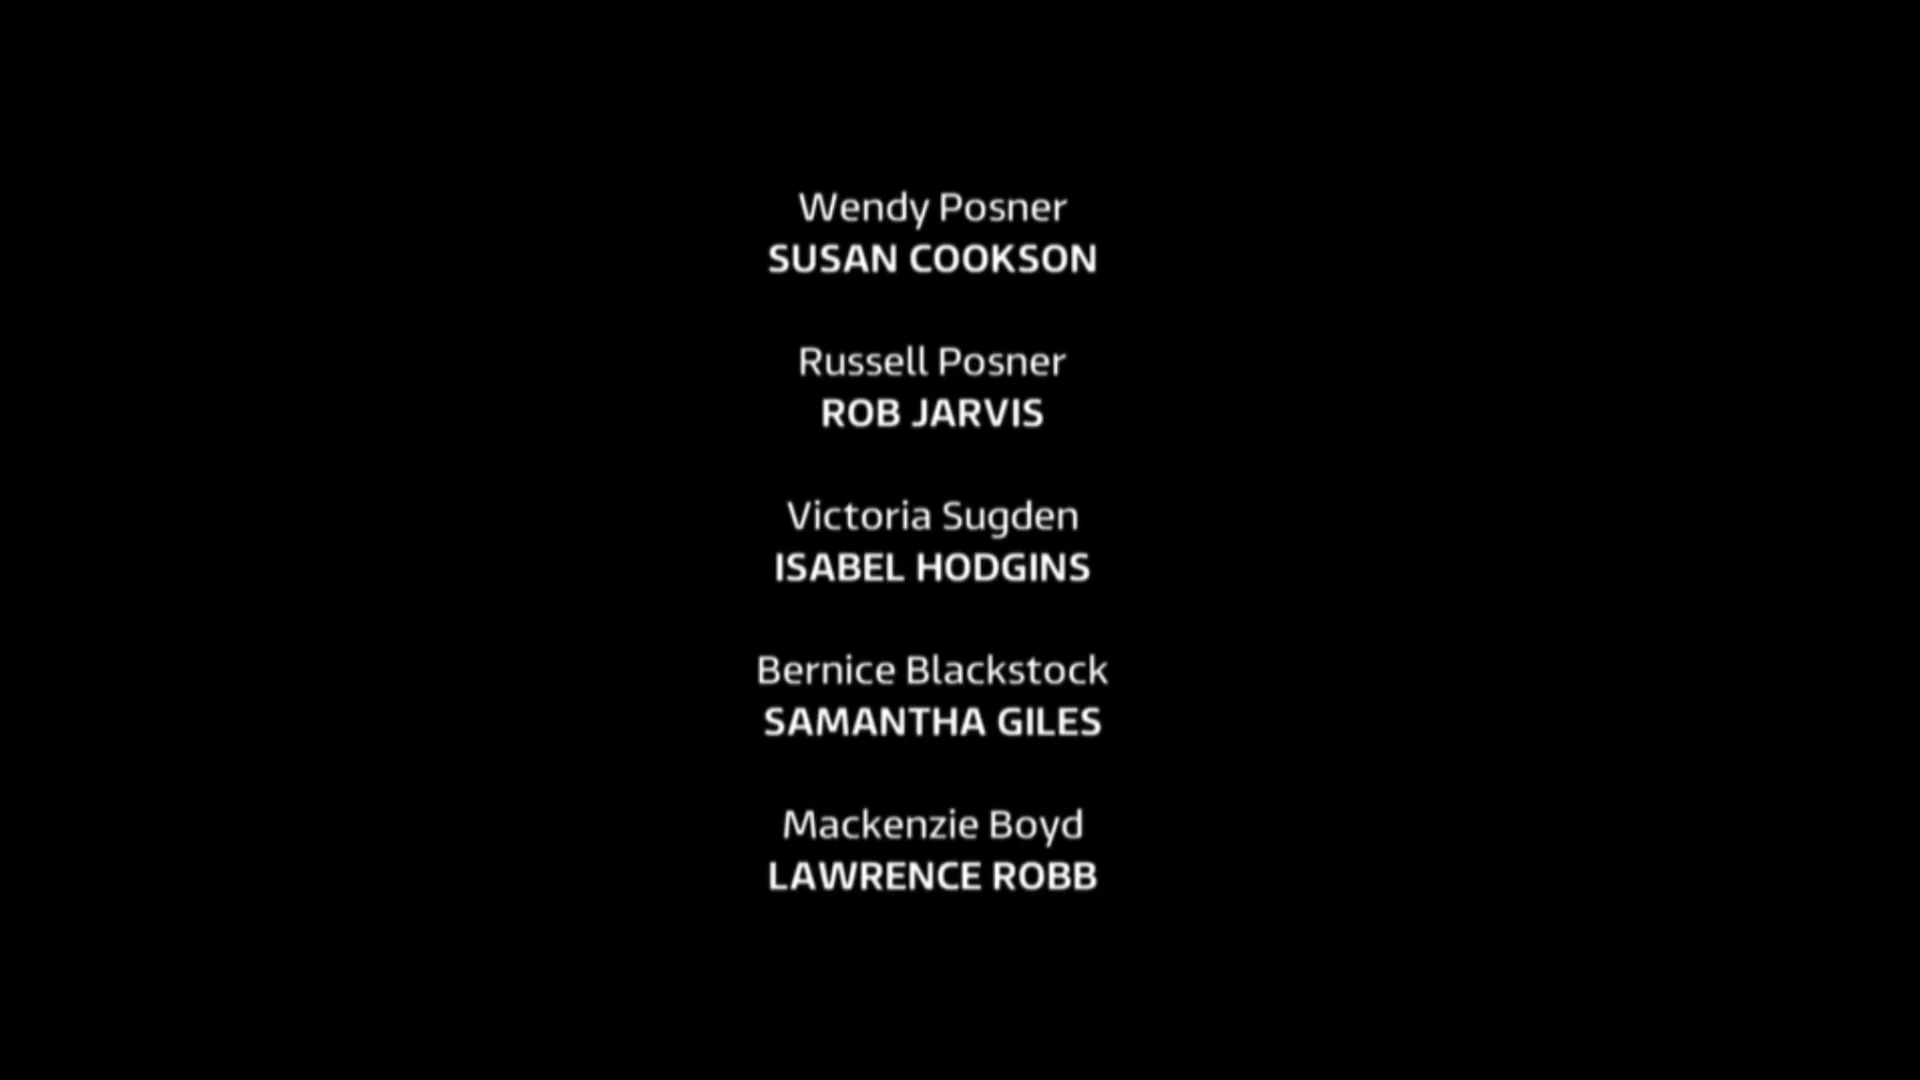 Wendy Posner
SUSAN COOKSON
Russell Posner
ROB JARVIS
Victoria Sugden
ISABEL HODGINS
Bernice Blackstock
SAMANTHA GILES
Mackenzie Boyd
LAWRENCE ROBB